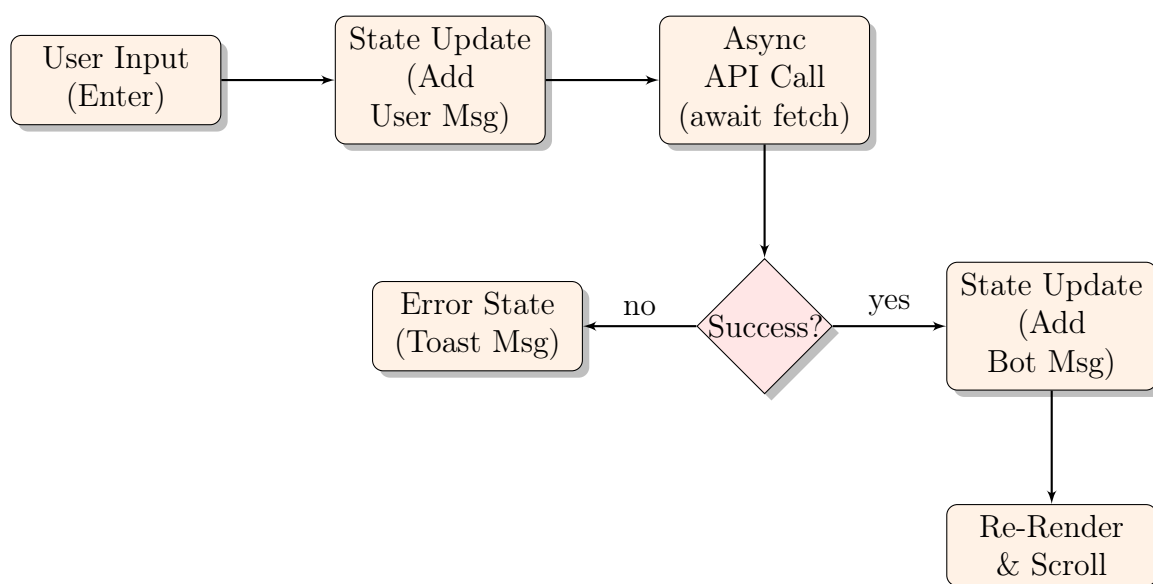 User Input
(Enter)
State Update
(Add
User Msg)
Async
API Call
(await fetch)
Error State
(Toast Msg)
no
Success?
yes
State Update
(Add
Bot Msg)
Re-Render
& Scroll